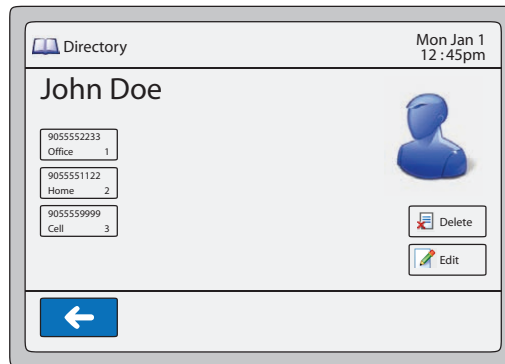 Directory
Mon Jan 1
12 :45pm
John Doe
9055552233
Office 1
9055551122
Home 2
9055559999
Cell 3
Delete
Edit